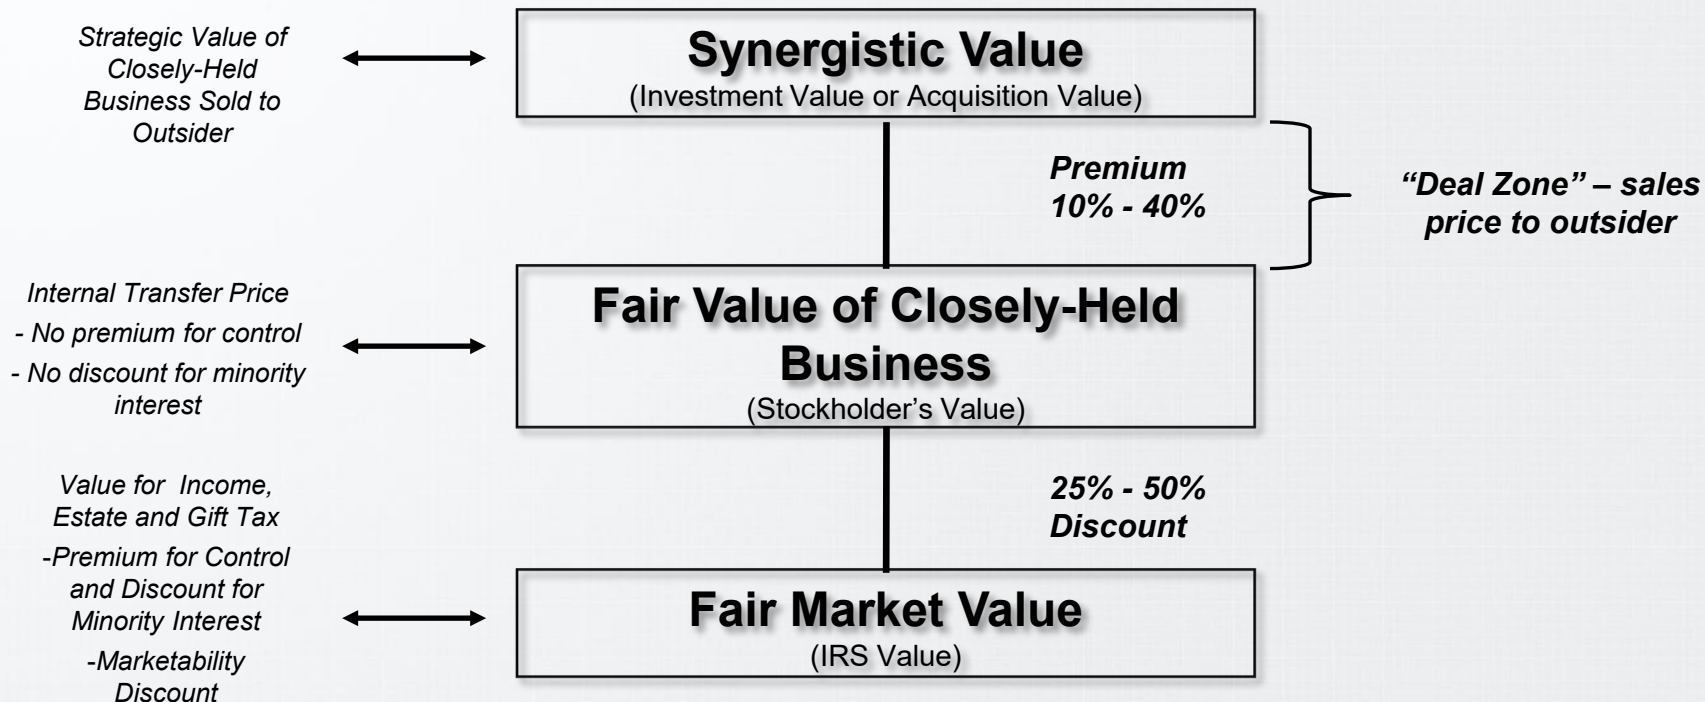 Strategic Value of
Closely-Held
Business Sold to
Outsider
Synergistic Value
(Investment Value or Acquisition Value)
Premium
10% - 40%
“Deal Zone” – sales
price to outsider
Internal Transfer Price
- No premium for control
- No discount for minority
interest
Fair Value of Closely-Held
Business
(Stockholder’s Value)
25% - 50%
Discount
Value for  Income,
Estate and Gift Tax
-Premium for Control
and Discount for
Minority Interest
-Marketability
Discount
Fair Market Value
(IRS Value)